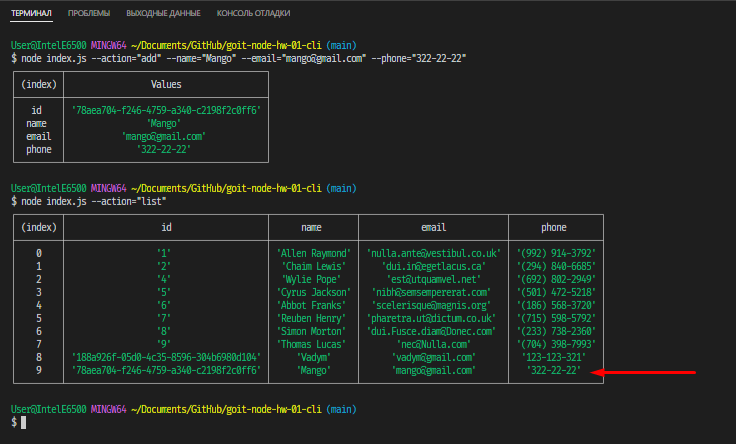 ТЕРМИНАЛ ПРОБЛЕМЫ ВЫХОДНЫЕ ДАННЫЕ КОНСОЛЬ ОТЛАДКИ
User@IntelE6500 MINGW64 ~/Documents/GitHub/goit-node-hw-01-cli (main)
$ node index.js --action="add" --name="Mango" --email="mango@gmail.com" --phone="322-22-22"
(index) Values
id '78aea704-f246-4759-a340-c2198f2c0ff6'
name 'Mango'
email 'mango@gmail.com'
phone '322-22-22'
User@IntelE6500 MINGW64 ~/Documents/GitHub/goit-node-hw-01-cli (main)
$ node index.js --action="list"
(index) id name email phone
0 '1' 'Allen Raymond' 'nulla.ante@vestibul.co.uk' '(992) 914-3792'
1 '2' 'Chaim Lewis' 'dui.in@egetlacus.ca' '(294) 840-6685'
2 '4' 'Wylie Pope' 'est@utquamvel.net' '(692) 802-2949'
3 '5' 'Cyrus Jackson' 'nibh@semsempererat.com' '(501) 472-5218'
4 '6' 'Abbot Franks' 'scelerisque@magnis.org' '(186) 568-3720'
5 '7' 'Reuben Henry' 'pharetra.ut@dictum.co.uk' '(715) 598-5792'
6 '8' 'Simon Morton' 'dui.Fusce.diam@Donec.com' '(233) 738-2360'
7 '9' 'Thomas Lucas' 'nec@Nulla.com' '(704) 398-7993'
8 '188a926f-05d0-4c35-8596-304b6980d104' 'Vadym' 'vadym@gmail.com' '123-123-321'
9 '78aea704-f246-4759-a340-c2198f2c0ff6' 'Mango' 'mango@gmail.com' '322-22-22'
User@IntelE6500 MINGW64 ~/Documents/GitHub/goit-node-hw-01-cli (main)
$